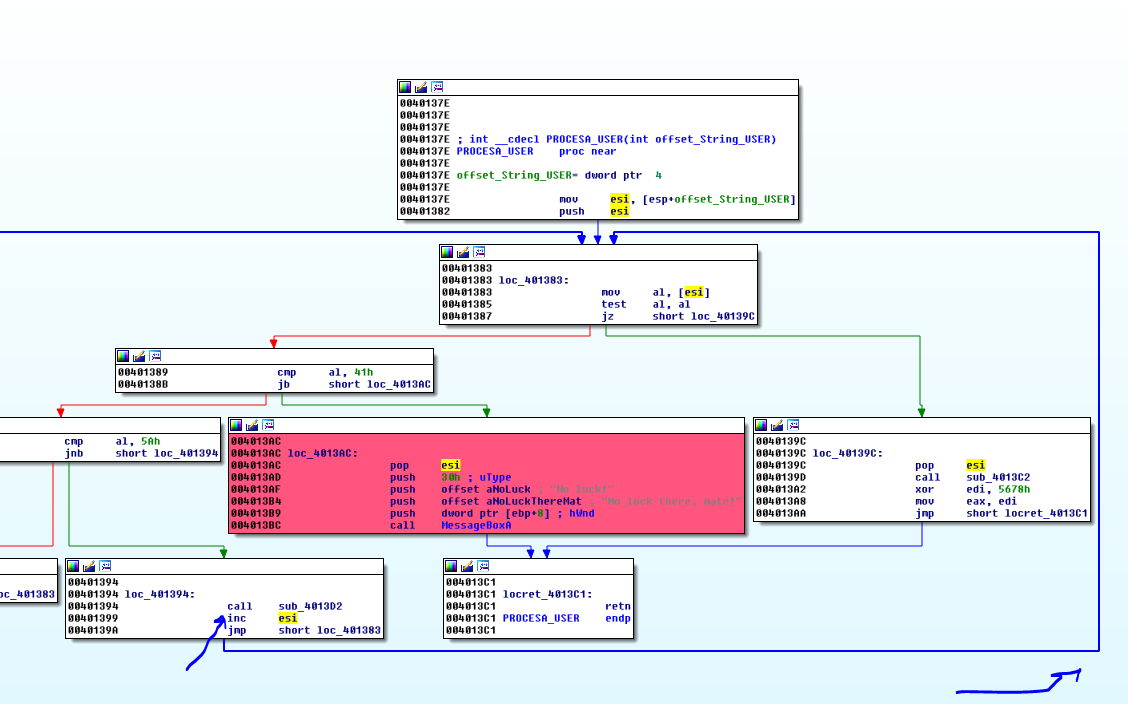 0040137E
0040137E
0040137E
0040137E ; int __cdecl PROCESA_USER(int offset_String_USER)
0040137E PROCESA_USER proc near
0040137E
0040137E offset_String_USER= dword ptr 4
0040137E
0040137E mov esi, [esp+offset_String_USER]
00401382 push esi
00401383
00401383 loc_401383:
00401383 mov al, [esi]
00401385 test al, al
00401387 jz short loc_40139C
00401389 cmp al, 41h
0040138B jb short loc_4013AC
cmp al, 5Ah
jnb short loc_401394
004013AC
004013AC loc_4013AC:
004013AC pop esi
004013AD push 30h ; uType
004013AF push offset aNoLuck ; "No luck!"
004013B4 push offset aNoLuckThereMat ; "No luck there, mate!"
004013B9 push dword ptr [ebp+8] ; hWnd
004013BC call MessageBoxA
0040139C
0040139C loc_40139C:
0040139C pop esi
0040139D call sub_4013C2
004013A2 xor edi, 5678h
004013A8 mov eax, edi
004013AA jmp short locret_4013C1
oc_401383
00401394
00401394 loc_401394:
00401394 call sub_4013D2
00401399 inc esi
0040139A jmp short loc_401383
004013C1
004013C1 locret_4013C1:
004013C1 retn
004013C1 PROCESA_USER endp
004013C1